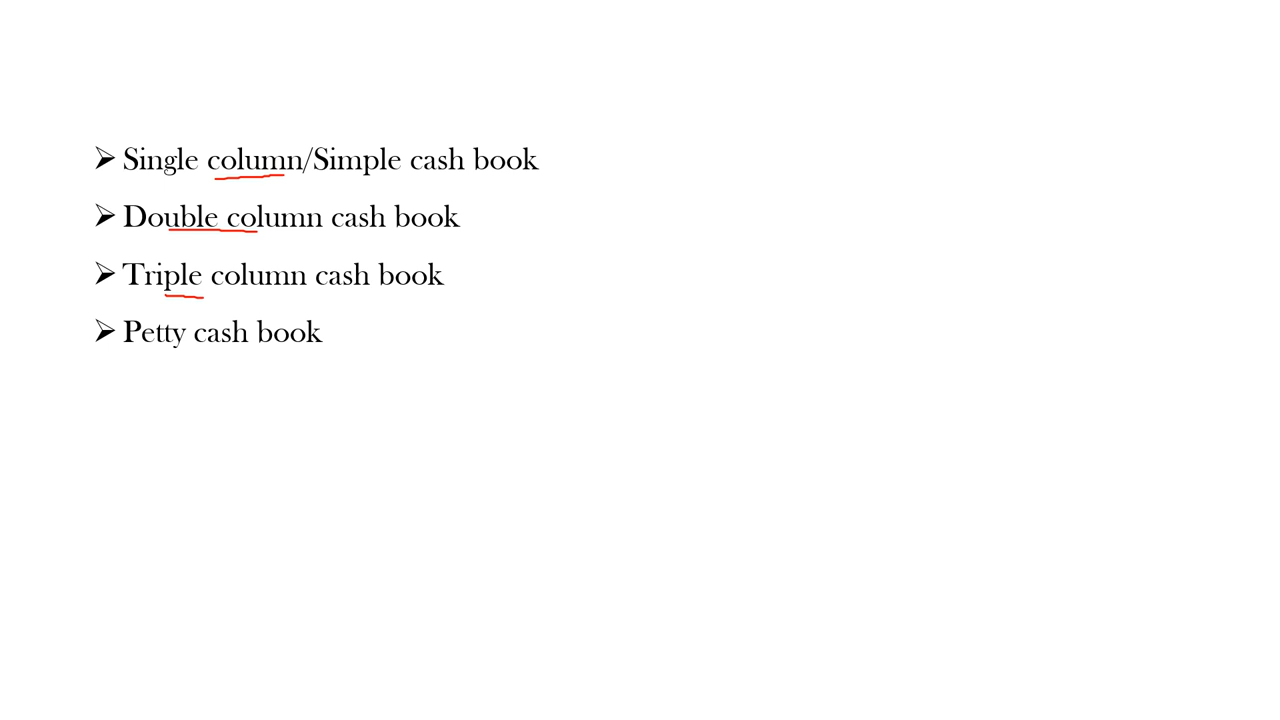 ➢ Single column/Simple cash book
➢ Double column cash book
➢ Triple column cash book
➢ Petty cash book